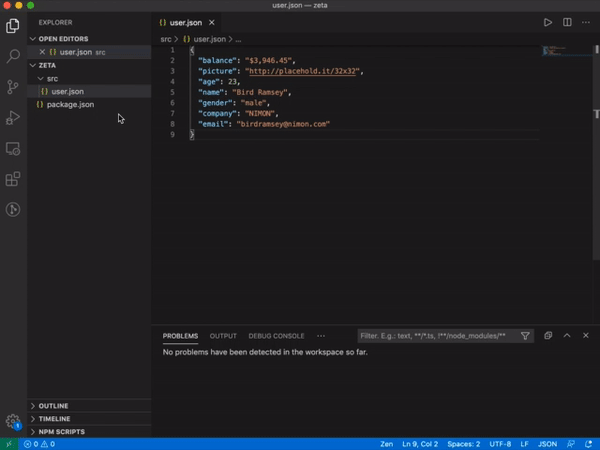 user.json — zeta
EXPLORER
OPEN EDITORS
user.json src
ZETA
src
user.json
package.json
OUTLINE
TIMELINE
NPM SCRIPTS
user.json
src > user.json > ...
1 {
2 "balance": "$3,946.45",
3 "picture": "http://placehold.it/32x32",
4 "age": 23,
5 "name": "Bird Ramsey",
6 "gender": "male",
7 "company": "NIMON",
8 "email": "birdramsey@nimon.com"
9 }
PROBLEMS OUTPUT DEBUG CONSOLE ...
Filter. E.g.: text, **/*.ts, !**/node_modules/**
No problems have been detected in the workspace so far.
1
0 0 Zen Ln 9, Col 2 Spaces: 2 UTF-8 LF JSON